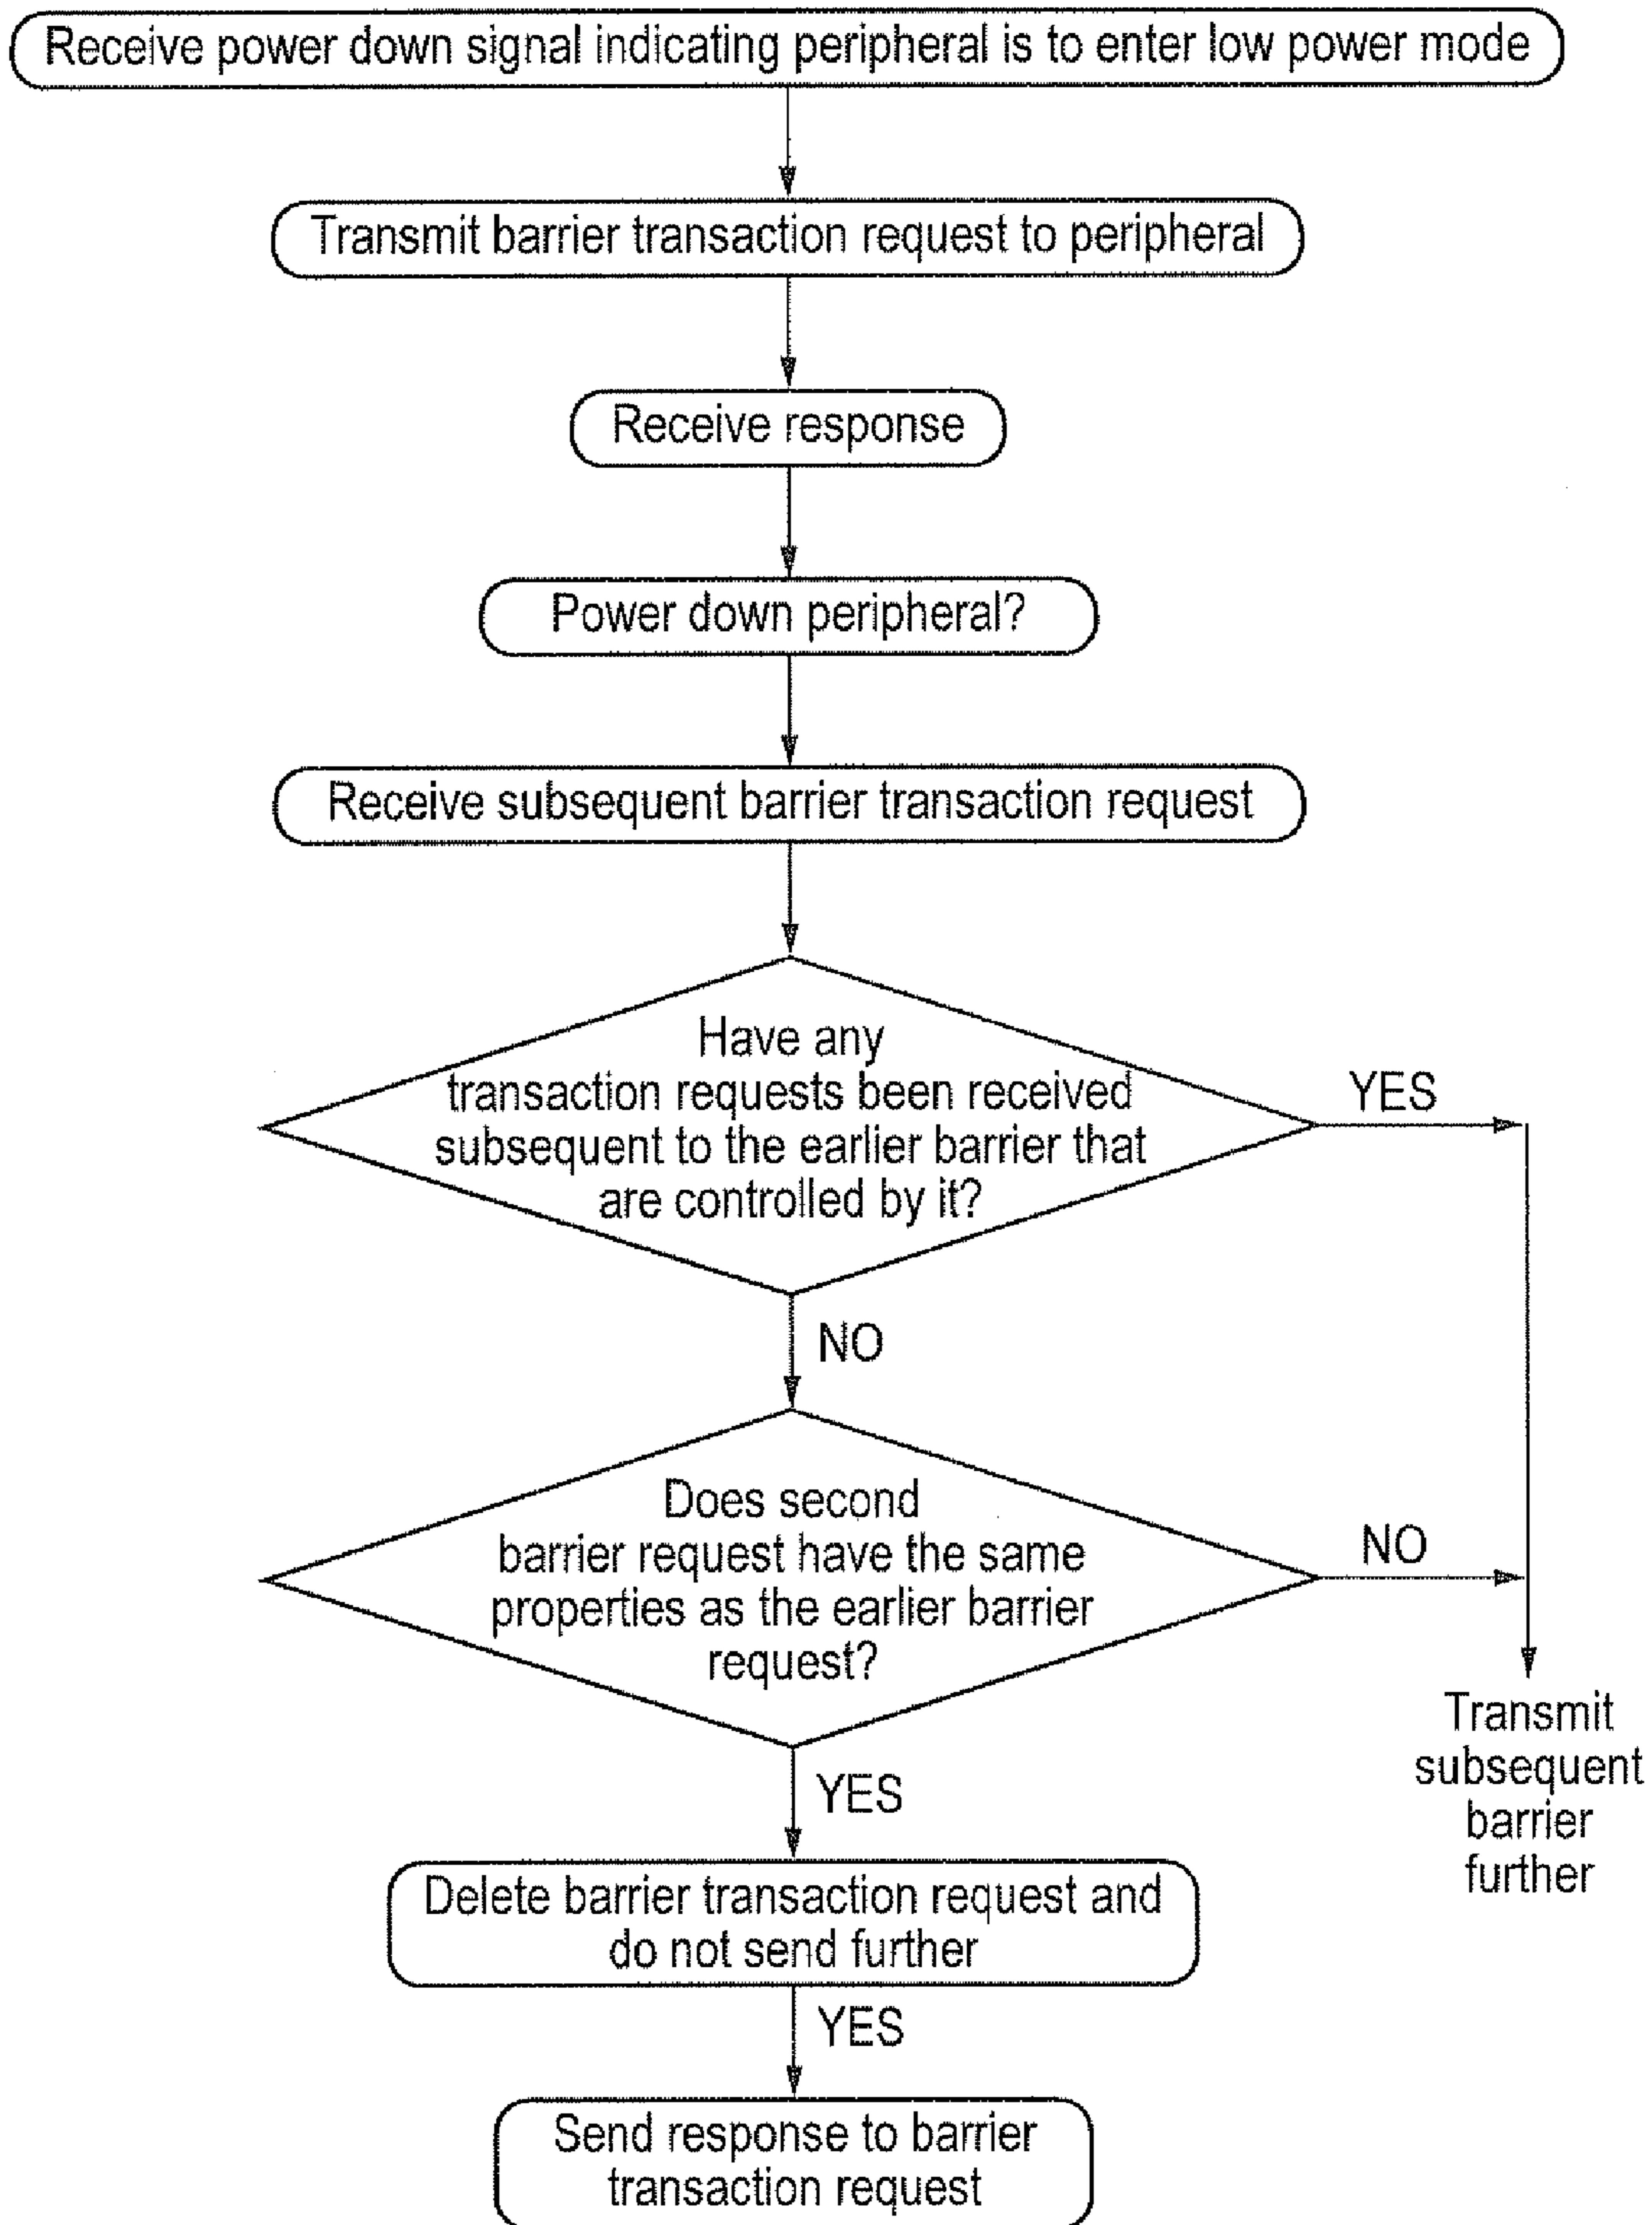 Receive power down signal indicating peripheral is to enter low power mode
Transmit barrier transaction request to peripheral
Receive response
Power down peripheral?
Receive subsequent barrier transaction request
Have any
transaction requests been received
subsequent to the earlier barrier that
are controlled by it?
YES
NO
Does second
barrier request have the same
properties as the earlier barrier
request?
NO
YES
Transmit
subsequent
barrier
further
Delete barrier transaction request and
do not send further
YES
Send response to barrier
transaction request